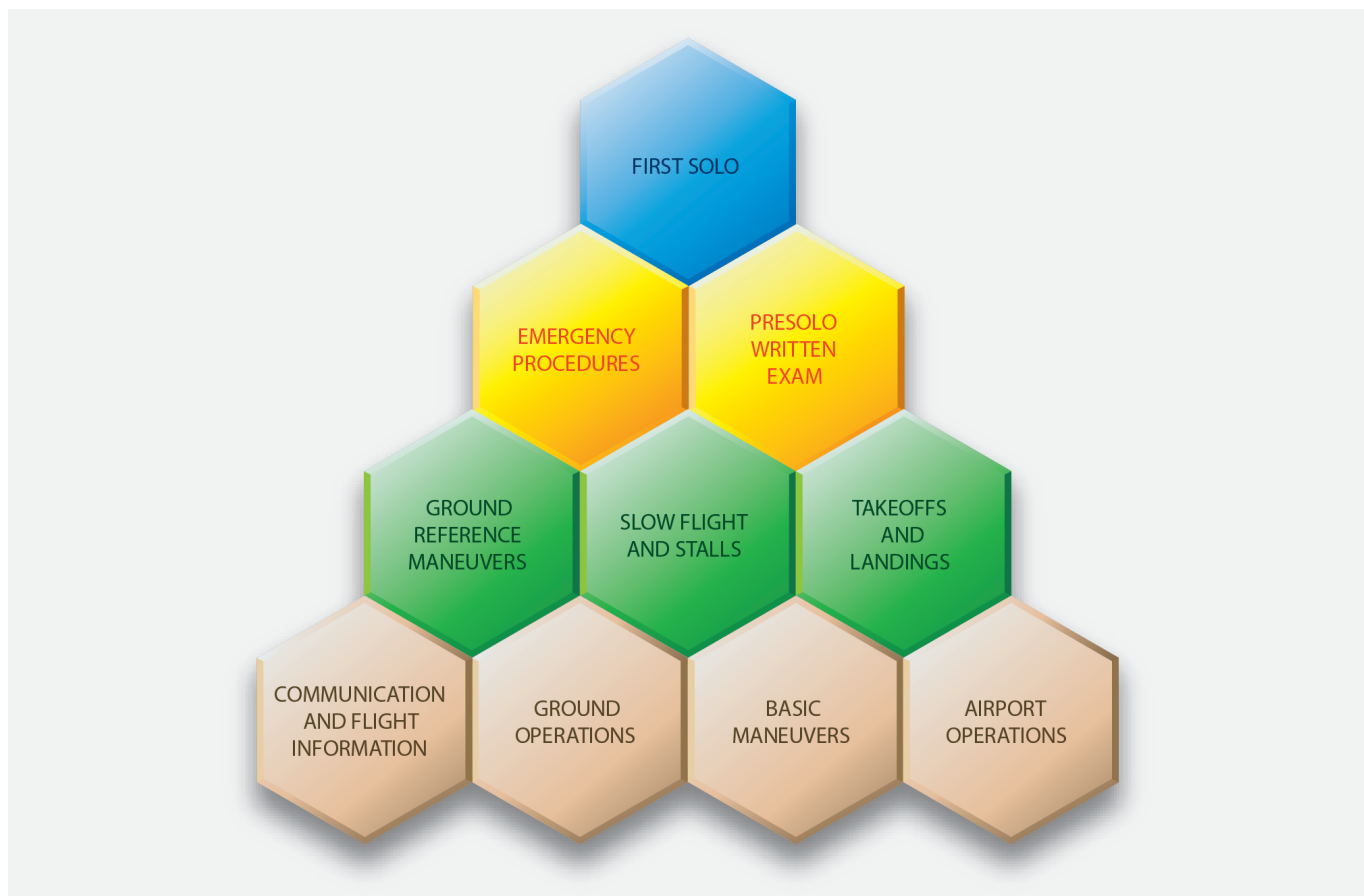 FIRST SOLO
EMERGENCY
PROCEDURES
PRESOLO
WRITTEN
EXAM
GROUND
REFERENCE
MANEUVERS
SLOW FLIGHT
AND STALLS
TAKEOFFS
AND
LANDINGS
COMMUNICATION
AND FLIGHT
INFORMATION
GROUND
OPERATIONS
BASIC
MANEUVERS
AIRPORT
OPERATIONS